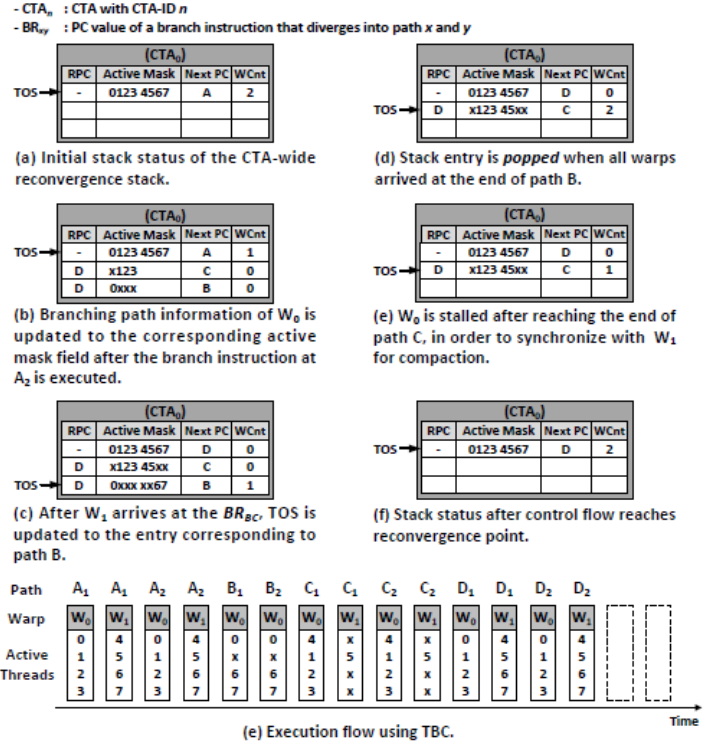 - CTAn : CTA with CTA-ID n
- BRxy : PC value of a branch instruction that diverges into path x and y
(CTA0)
RPC Active Mask Next PC WCnt
TOS - 0123 4567 A 2
(a) Initial stack status of the CTA-wide
reconvergence stack.
(CTA0)
RPC Active Mask Next PC WCnt
- 0123 4567 D 0
TOS D x123 45xx C 2
(d) Stack entry is popped when all warps
arrived at the end of path B.
(CTA0)
RPC Active Mask Next PC WCnt
TOS - 0123 4567 A 1
D x123 C 0
D 0xxx B 0
(b) Branching path information of W0 is
updated to the corresponding active
mask field after the branch instruction at
A2 is executed.
(CTA0)
RPC Active Mask Next PC WCnt
- 0123 4567 D 0
TOS D x123 45xx C 1
(e) W0 is stalled after reaching the end of
path C, in order to synchronize with W1
for compaction.
(CTA0)
RPC Active Mask Next PC WCnt
- 0123 4567 D 0
D x123 45xx C 0
TOS D 0xxx xx67 B 1
(c) After W1 arrives at the BRBC, TOS is
updated to the entry corresponding to
path B.
(CTA0)
RPC Active Mask Next PC WCnt
TOS - 0123 4567 D 2
(f) Stack status after control flow reaches
reconvergence point.
Path A1 A1 A2 A2 B1 B2 C1 C1 C2 C2 D1 D1 D2 D2
Warp W0 W1 W0 W1 W0 W0 W0 W1 W0 W1 W0 W1 W0 W1
Active Threads
0 4 0 4 0 0 4 x 4 x 0 4 0 4
1 5 1 5 x x 1 5 1 5 1 5 1 5
2 6 2 6 6 6 2 x 2 x 2 6 2 6
3 7 3 7 7 7 3 x 3 x 3 7 3 7
Time
(e) Execution flow using TBC.